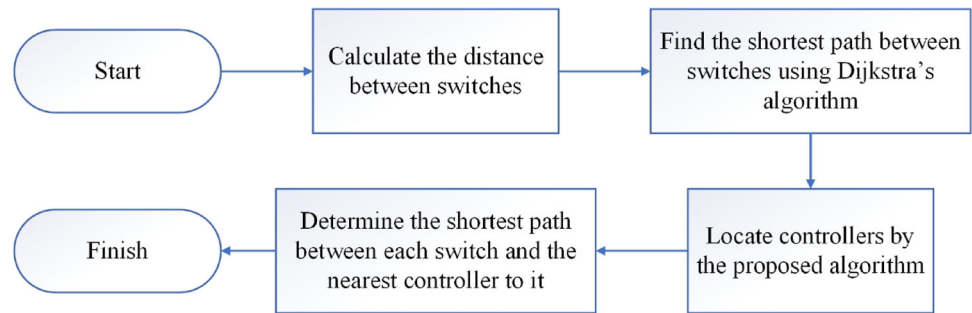 Start
Calculate the distance
between switches
Find the shortest path between
switches using Dijkstra's
algorithm
Locate controllers by
the proposed algorithm
Determine the shortest path
between each switch and the
nearest controller to it
Finish